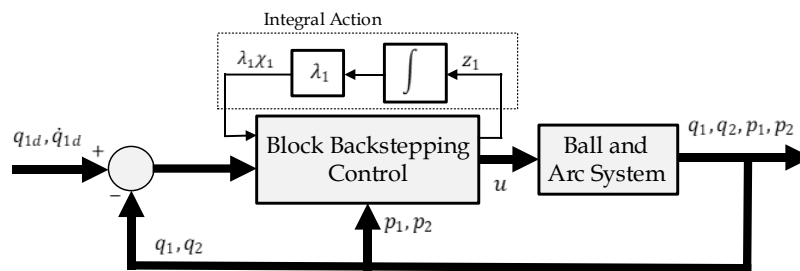 Integral Action
λ₁χ₁
λ₁
∫
z₁
q₁d, q̇₁d
+
−
Block Backstepping
Control
u
Ball and
Arc System
q₁, q₂, p₁, p₂
p₁, p₂
q₁, q₂